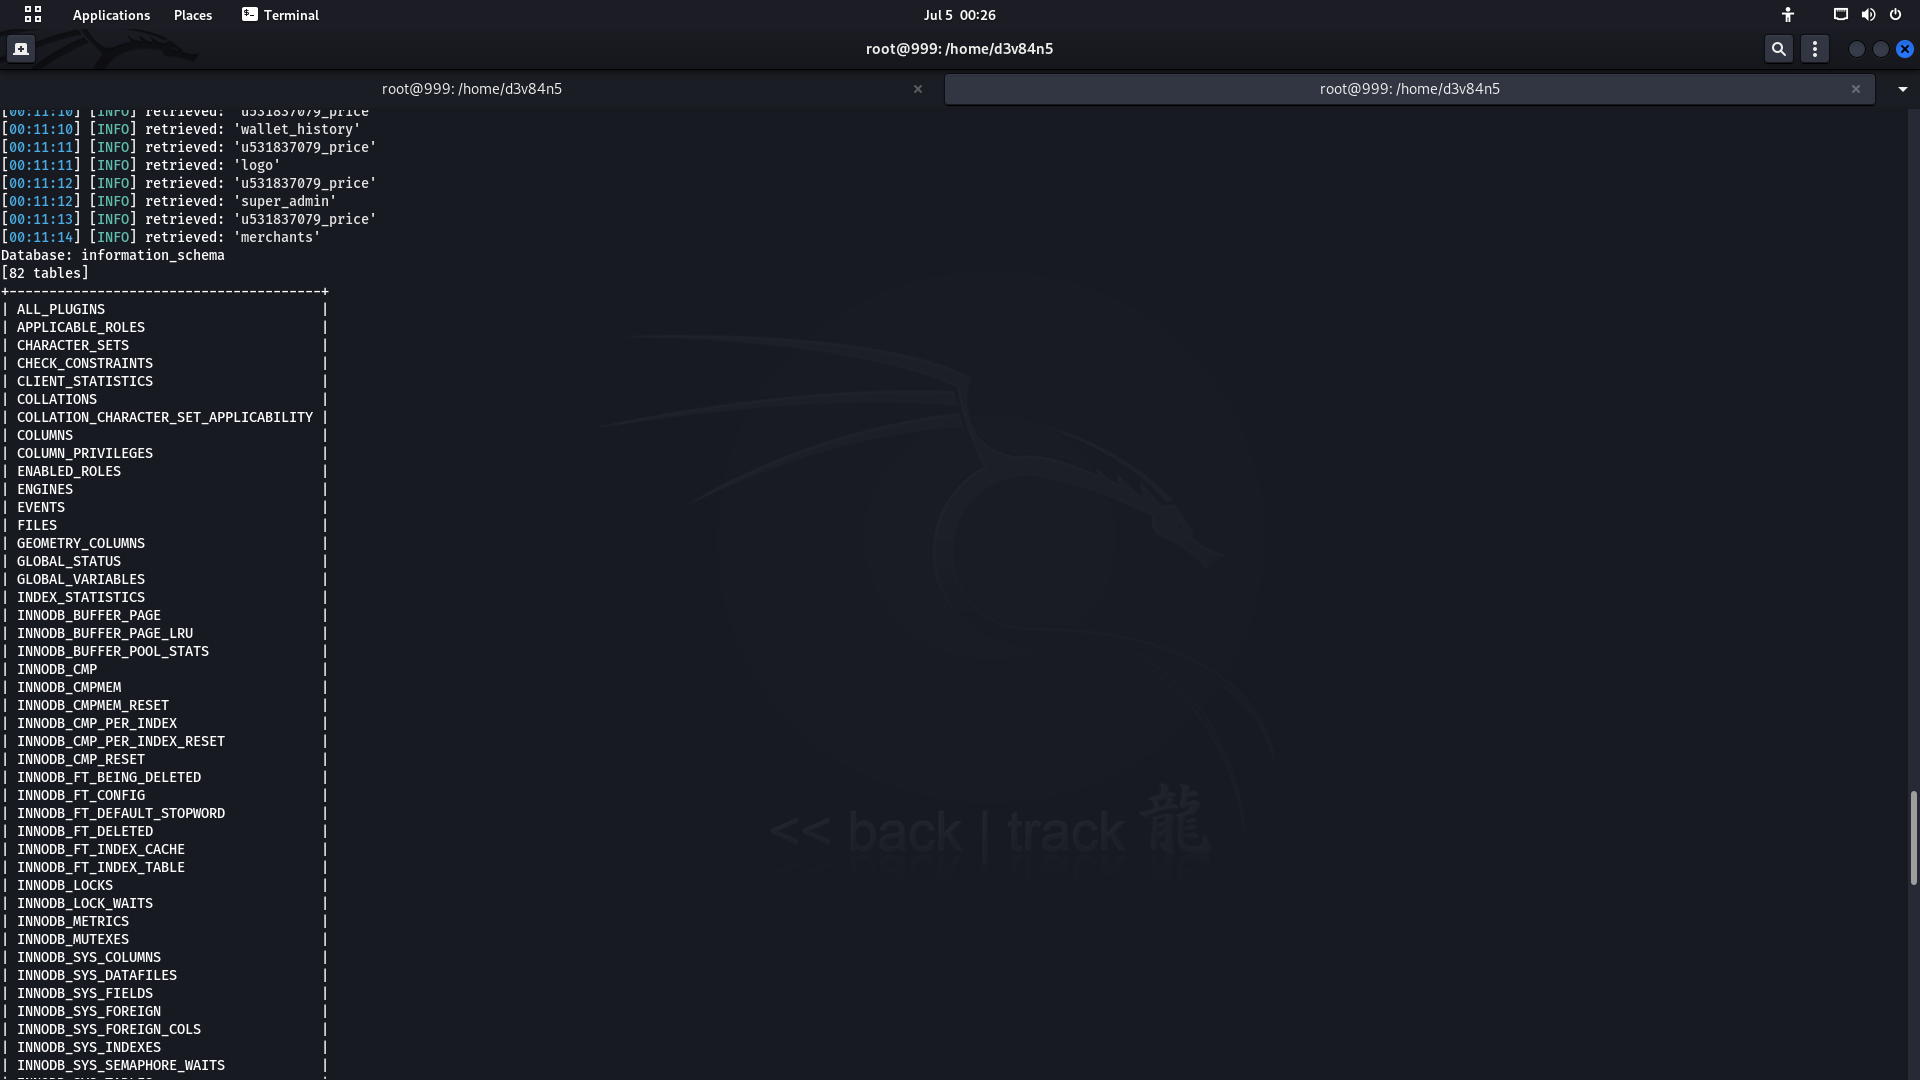 Applications Places Terminal Jul 5 00:26
root@999: /home/d3v84n5
root@999: /home/d3v84n5 root@999: /home/d3v84n5
[00:11:10] [INFO] retrieved: 'u531837079_price'
[00:11:10] [INFO] retrieved: 'wallet_history'
[00:11:11] [INFO] retrieved: 'u531837079_price'
[00:11:11] [INFO] retrieved: 'logo'
[00:11:12] [INFO] retrieved: 'u531837079_price'
[00:11:12] [INFO] retrieved: 'super_admin'
[00:11:13] [INFO] retrieved: 'u531837079_price'
[00:11:14] [INFO] retrieved: 'merchants'
Database: information_schema
[82 tables]
+---------------------------------------+
| ALL_PLUGINS |
| APPLICABLE_ROLES |
| CHARACTER_SETS |
| CHECK_CONSTRAINTS |
| CLIENT_STATISTICS |
| COLLATIONS |
| COLLATION_CHARACTER_SET_APPLICABILITY |
| COLUMNS |
| COLUMN_PRIVILEGES |
| ENABLED_ROLES |
| ENGINES |
| EVENTS |
| FILES |
| GEOMETRY_COLUMNS |
| GLOBAL_STATUS |
| GLOBAL_VARIABLES |
| INDEX_STATISTICS |
| INNODB_BUFFER_PAGE |
| INNODB_BUFFER_PAGE_LRU |
| INNODB_BUFFER_POOL_STATS |
| INNODB_CMP |
| INNODB_CMPMEM |
| INNODB_CMPMEM_RESET |
| INNODB_CMP_PER_INDEX |
| INNODB_CMP_PER_INDEX_RESET |
| INNODB_CMP_RESET |
| INNODB_FT_BEING_DELETED |
| INNODB_FT_CONFIG |
| INNODB_FT_DEFAULT_STOPWORD |
| INNODB_FT_DELETED |
| INNODB_FT_INDEX_CACHE |
| INNODB_FT_INDEX_TABLE |
| INNODB_LOCKS |
| INNODB_LOCK_WAITS |
| INNODB_METRICS |
| INNODB_MUTEXES |
| INNODB_SYS_COLUMNS |
| INNODB_SYS_DATAFILES |
| INNODB_SYS_FIELDS |
| INNODB_SYS_FOREIGN |
| INNODB_SYS_FOREIGN_COLS |
| INNODB_SYS_INDEXES |
| INNODB_SYS_SEMAPHORE_WAITS |
<< back | track 龍